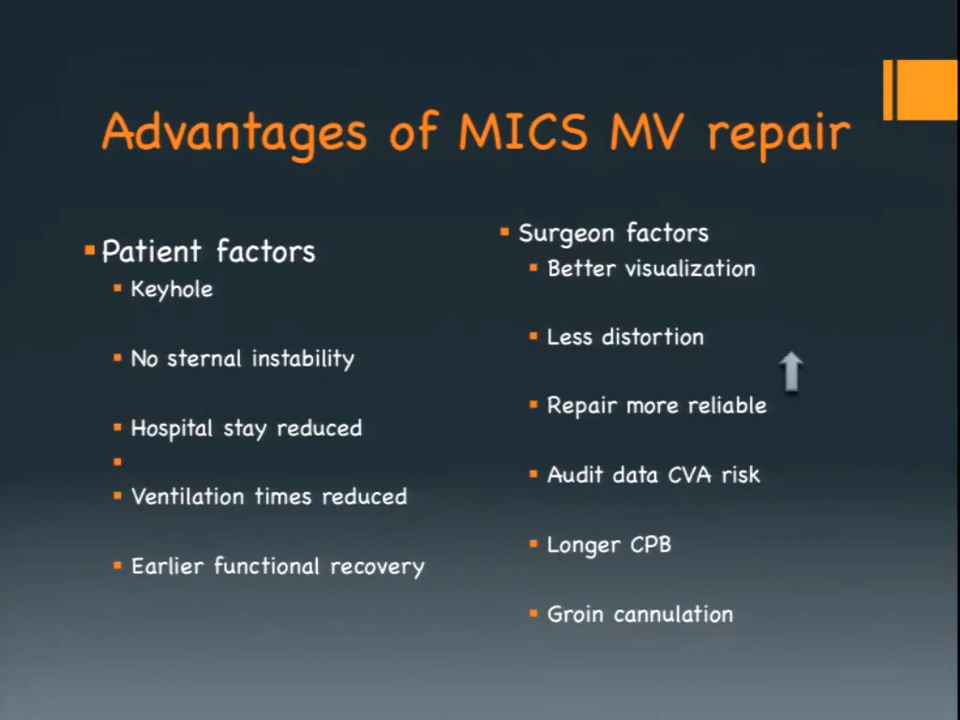 Advantages of MICS MV repair
Patient factors
Keyhole
No sternal instability
Hospital stay reduced
Ventilation times reduced
Earlier functional recovery
Surgeon factors
Better visualization
Less distortion
Repair more reliable
Audit data CVA risk
Longer CPB
Groin cannulation